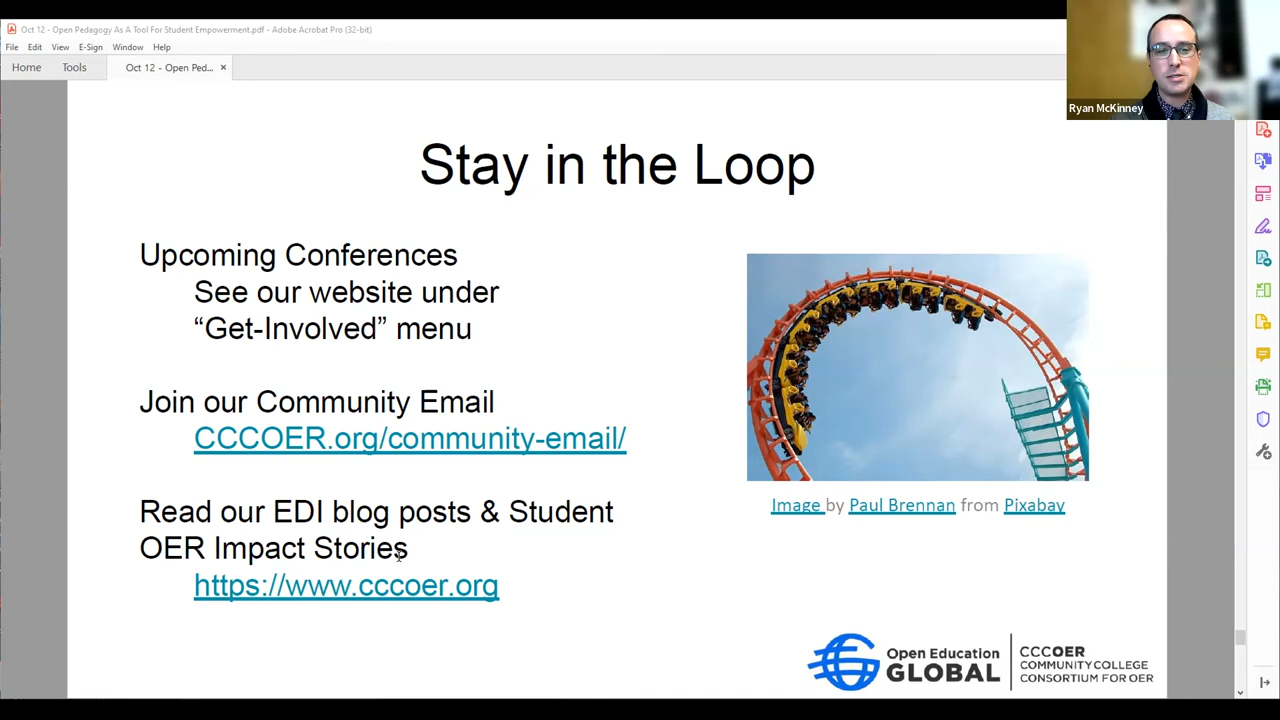 Oct 12 - Open Pedagogy As A Tool For Student Empowerment.pdf - Adobe Acrobat Pro (32-bit)
File Edit View E-Sign Window Help
Home Tools Oct 12 - Open Ped... ×
Ryan McKinney
Stay in the Loop
Upcoming Conferences
See our website under
“Get-Involved” menu
Join our Community Email
CCCOER.org/community-email/
Read our EDI blog posts & Student
OER Impact Stories
https://www.cccoer.org
Image by Paul Brennan from Pixabay
Open Education
GLOBAL
CCCOER
COMMUNITY COLLEGE
CONSORTIUM FOR OER